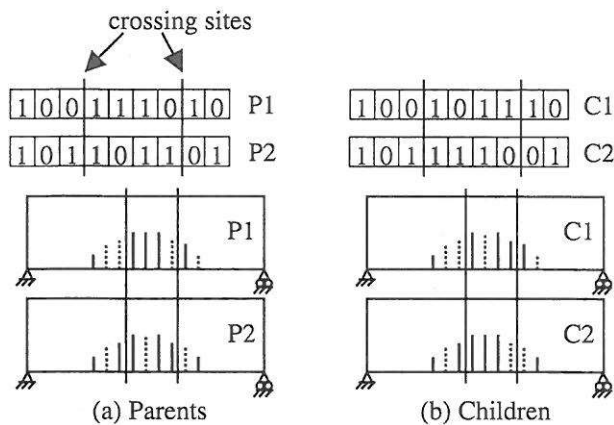 crossing sites
1 0 0 1 1 1 0 1 0 P1
1 0 1 1 0 1 1 0 1 P2
P1
P2
(a) Parents
1 0 0 1 0 1 1 1 0 C1
1 0 1 1 1 1 0 0 1 C2
C1
C2
(b) Children